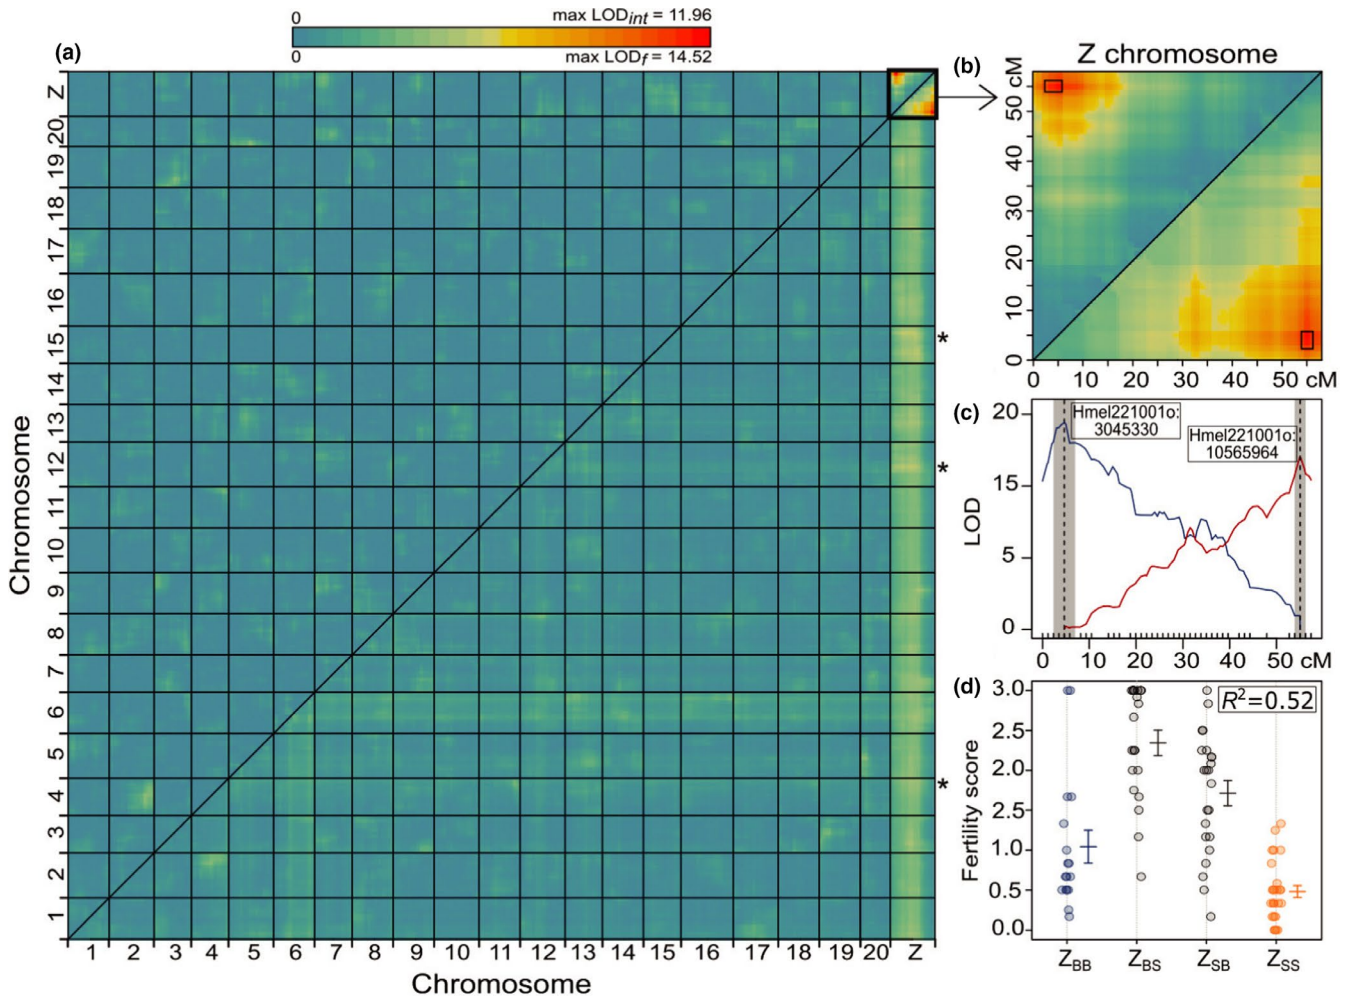 0 max LODint = 11.96
0 max LODf = 14.52
(a)
Chromosome
Z
20
19
18
17
16
15 *
14
13
12 *
11
10
9
8
7
6
5
4 *
3
2
1
1 2 3 4 5 6 7 8 9 10 11 12 13 14 15 16 17 18 19 20 Z
Chromosome
(b) Z chromosome
50 cM
40
30
20
10
0
0 10 20 30 40 50 cM
(c)
LOD
20
15
5
0
Hmel221001o:
3045330
Hmel221001o:
10565964
0 10 20 30 40 50 cM
(d)
Fertility score
3.0
2.5
2.0
2.5
1.0
0.5
0.0
R²=0.52
ZBB ZBS ZSB ZSS